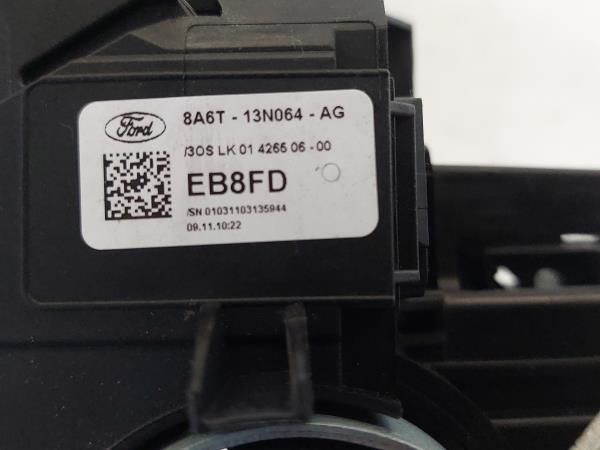 Ford
8A6T - 13N064 - AG
/3OS LK 01 4265 06 - 00
EB8FD
/SN 01031103135944
09.11.10:22